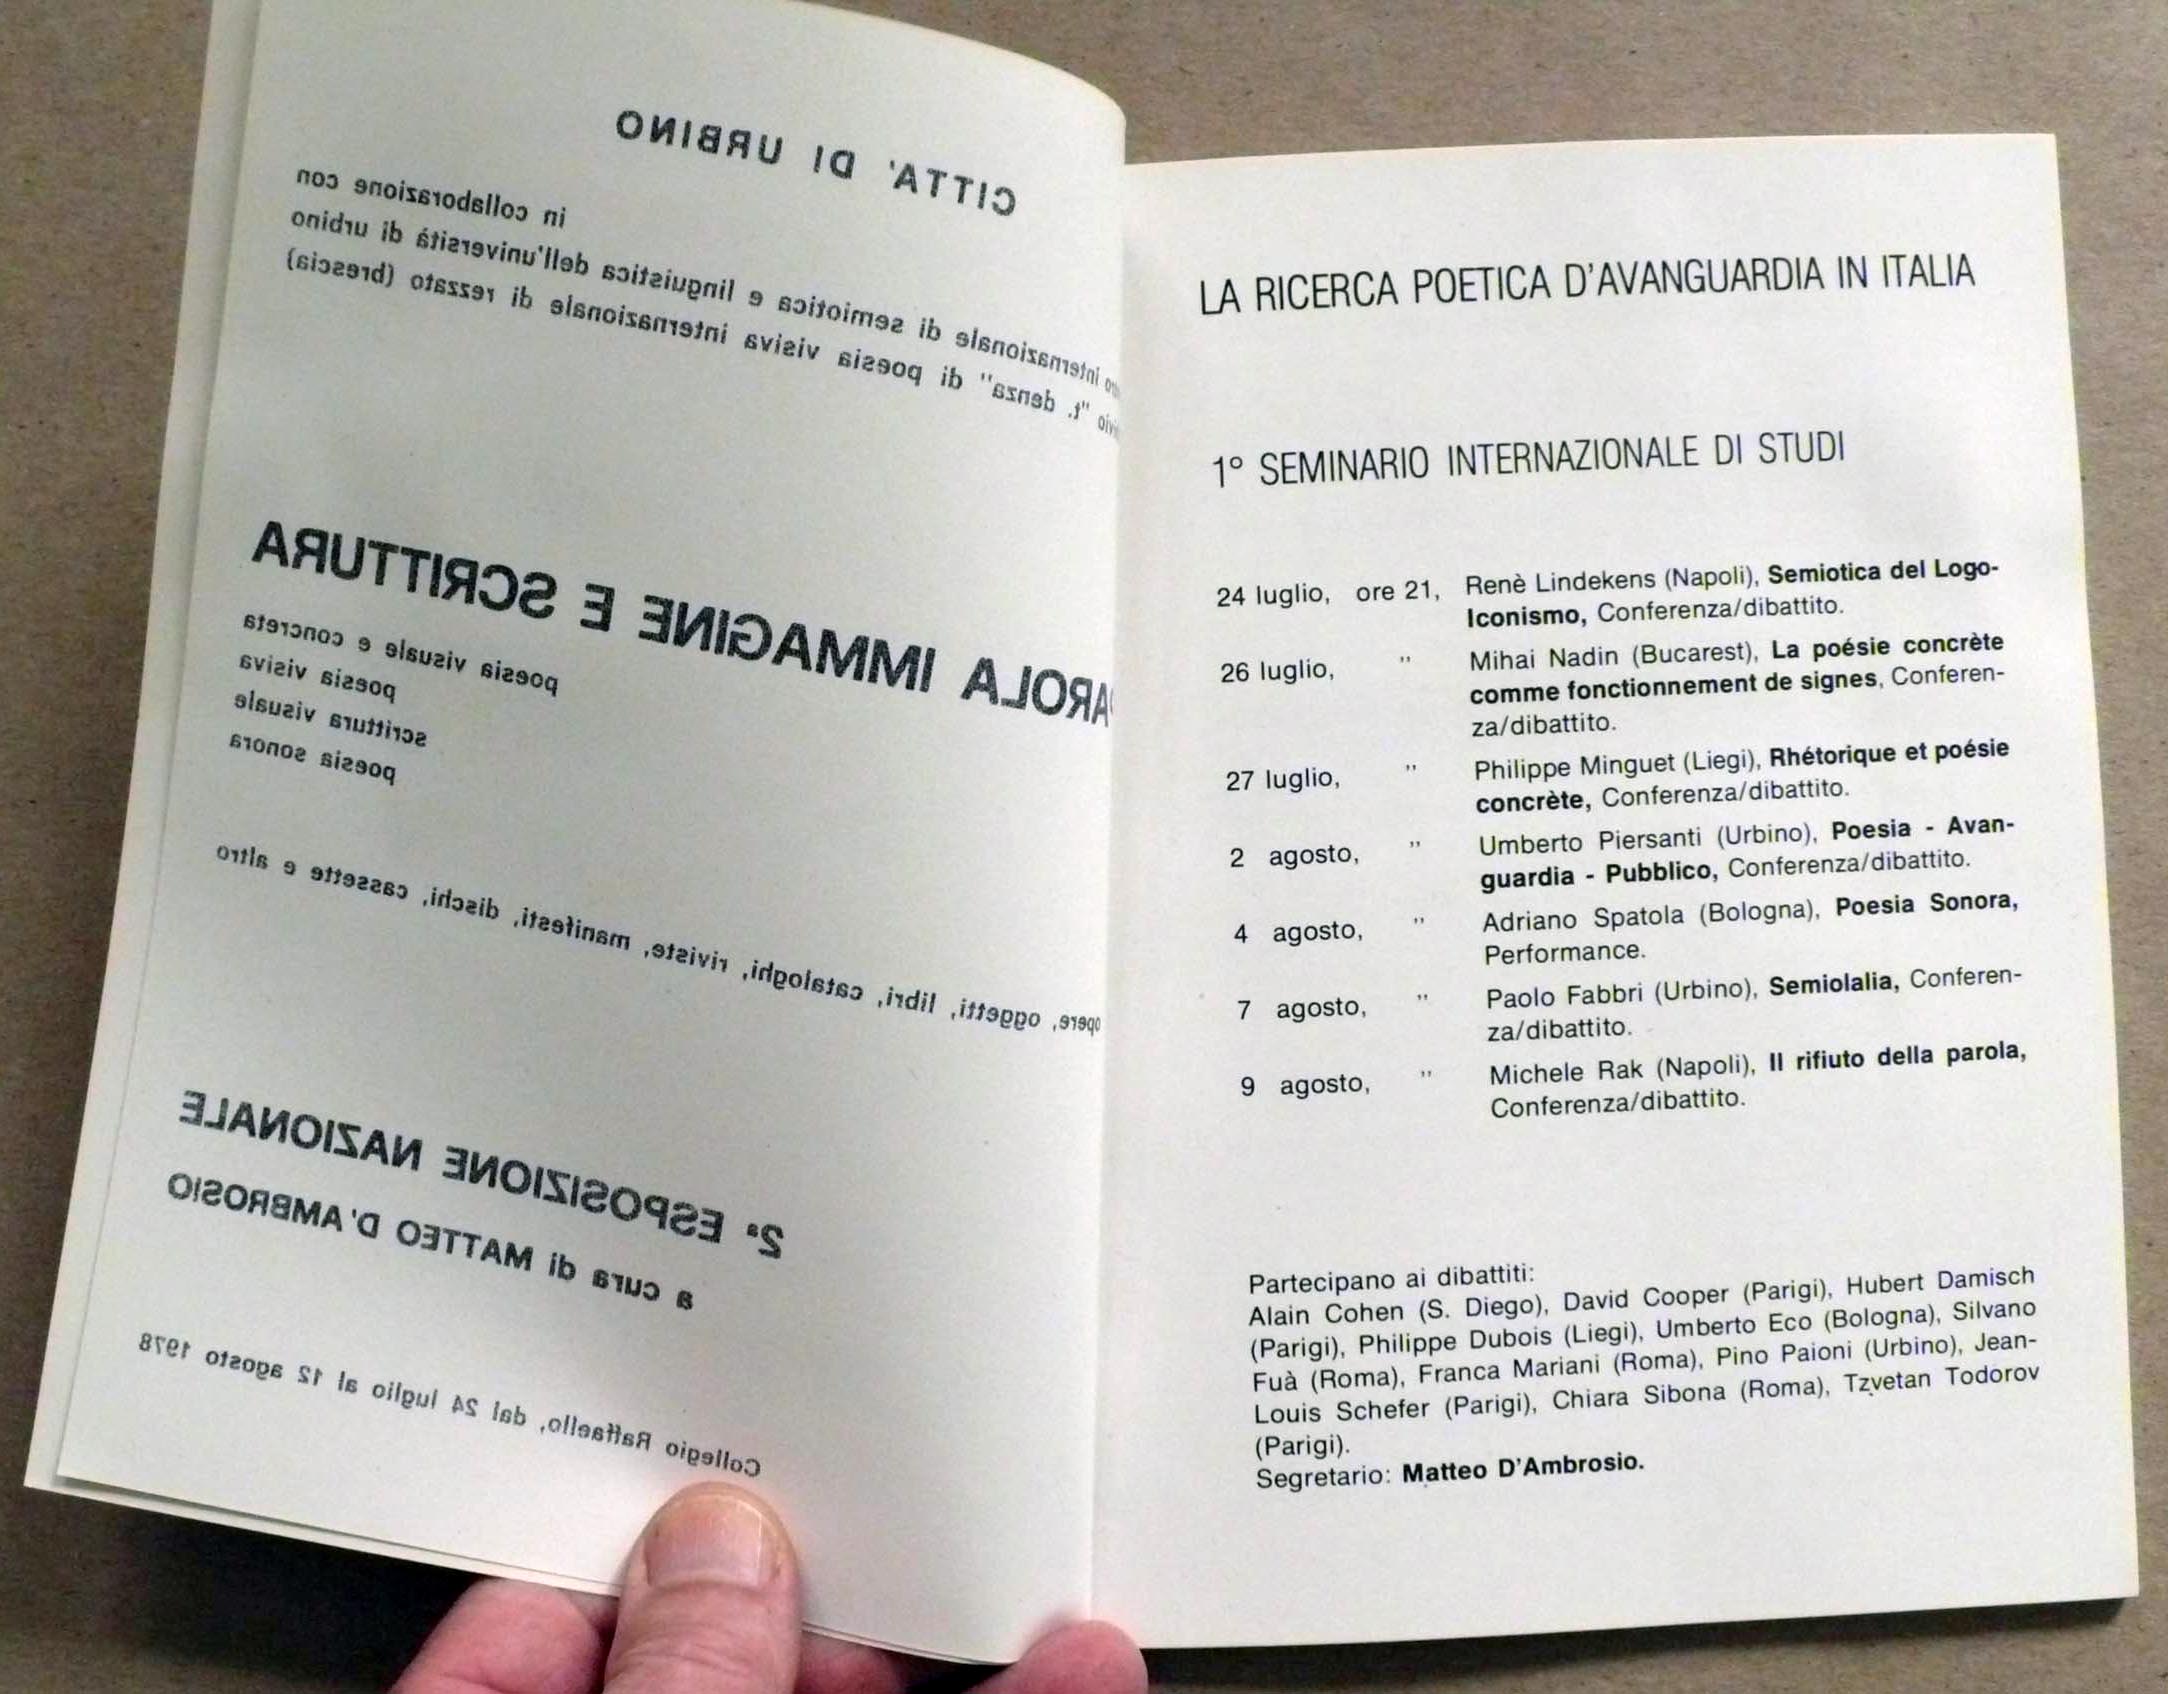 CITTA' DI URBINO
in collaborazione con
internazionale di semiotica e linguistica dell'università di urbino
"t. denza" di poesia visiva internazionale di rezzato (brescia)
PAROLA IMMAGINE E SCRITTURA
poesia visuale e concreta
poesia visiva
scrittura visuale
poesia sonora
opere, oggetti, libri, cataloghi, riviste, manifesti, dischi, cassette e altro
2ª ESPOSIZIONE NAZIONALE
a cura di MATTEO D'AMBROSIO
Collegio Raffaello, dal 24 luglio al 12 agosto 1978
LA RICERCA POETICA D'AVANGUARDIA IN ITALIA
1° SEMINARIO INTERNAZIONALE DI STUDI
24 luglio, ore 21, Renè Lindekens (Napoli), Semiotica del Logo-
Iconismo, Conferenza/dibattito.
26 luglio, " Mihai Nadin (Bucarest), La poésie concrète
comme fonctionnement de signes, Conferen-
za/dibattito.
27 luglio, " Philippe Minguet (Liegi), Rhétorique et poésie
concrète, Conferenza/dibattito.
2 agosto, " Umberto Piersanti (Urbino), Poesia - Avan-
guardia - Pubblico, Conferenza/dibattito.
4 agosto, " Adriano Spatola (Bologna), Poesia Sonora,
Performance.
7 agosto, " Paolo Fabbri (Urbino), Semiolalia, Conferen-
za/dibattito.
9 agosto, " Michele Rak (Napoli), Il rifiuto della parola,
Conferenza/dibattito.
Partecipano ai dibattiti:
Alain Cohen (S. Diego), David Cooper (Parigi), Hubert Damisch
(Parigi), Philippe Dubois (Liegi), Umberto Eco (Bologna), Silvano
Fuà (Roma), Franca Mariani (Roma), Pino Paioni (Urbino), Jean-
Louis Schefer (Parigi), Chiara Sibona (Roma), Tzvetan Todorov
(Parigi).
Segretario: Matteo D'Ambrosio.